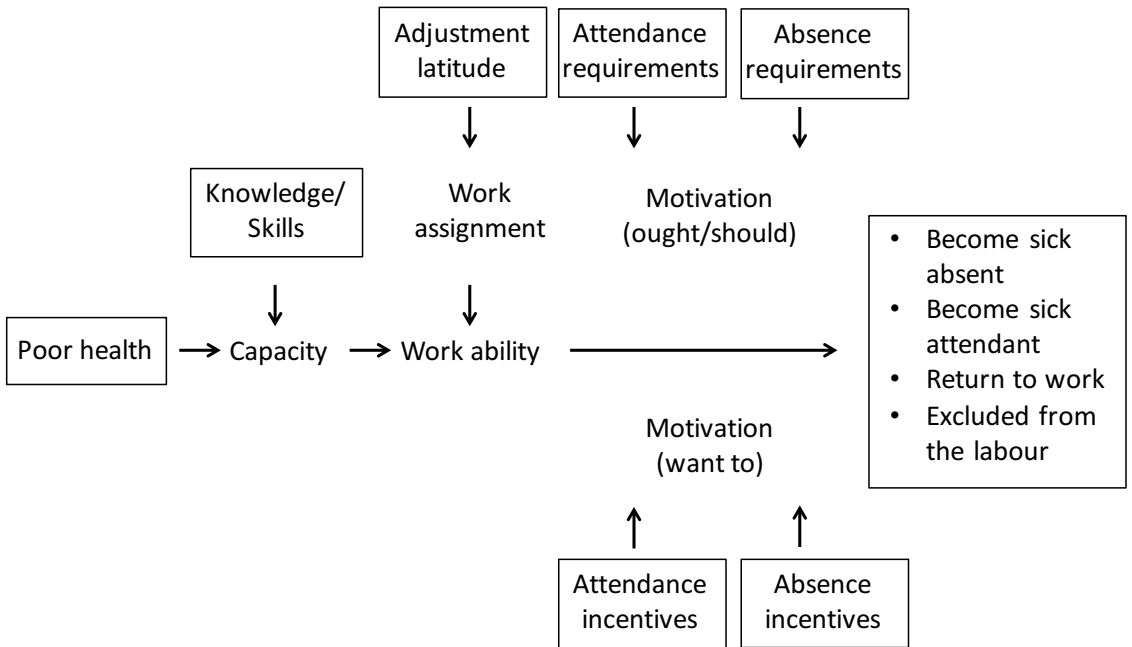 Adjustment
latitude
Attendance
requirements
Absence
requirements
Knowledge/
Skills
Work
assignment
Motivation
(ought/should)
Poor health
Capacity
Work ability
• Become sick
absent
• Become sick
attendant
• Return to work
• Excluded from
the labour
Motivation
(want to)
Attendance
incentives
Absence
incentives